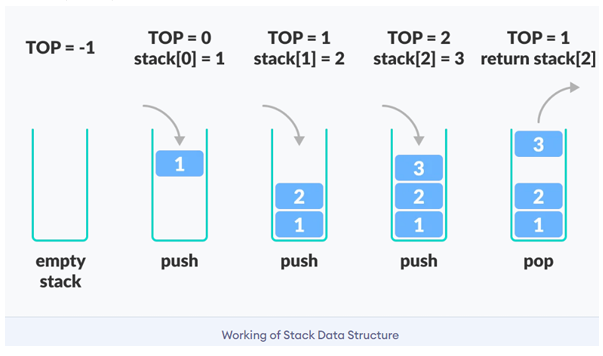 TOP = -1
TOP = 0
stack[0] = 1
TOP = 1
stack[1] = 2
TOP = 2
stack[2] = 3
TOP = 1
return stack[2]
1
2
1
3
2
1
3
2
1
empty
stack
push
push
push
pop
Working of Stack Data Structure